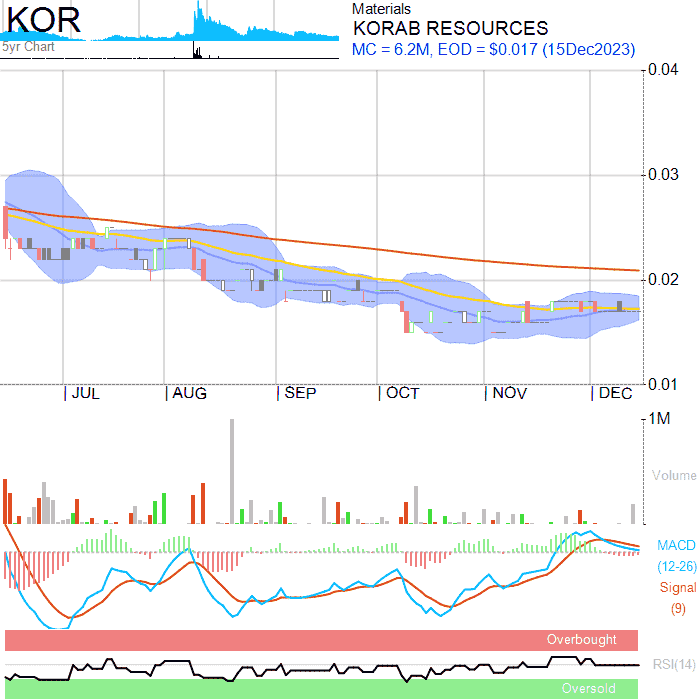 KOR
5yr Chart
Materials
KORAB RESOURCES
MC = 6.2M, EOD = $0.017 (15Dec2023)
0.04
0.03
0.02
0.01
JUL AUG SEP OCT NOV DEC
1M
Volume
MACD
(12-26)
Signal
(9)
Overbought
RSI(14)
Oversold